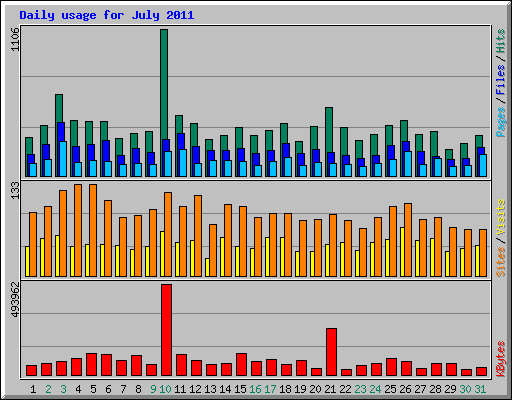 Daily usage for July 2011
1106
Pages / Files / Hits
133
Sites / Visits
493962
KBytes
1 2 3 4 5 6 7 8 9 10 11 12 13 14 15 16 17 18 19 20 21 22 23 24 25 26 27 28 29 30 31